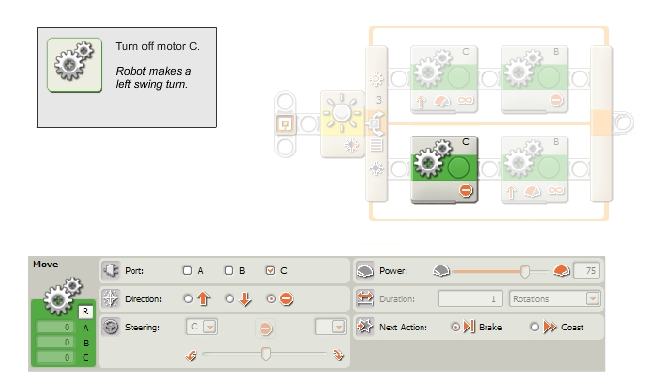 Turn off motor C.
Robot makes a
left swing turn.
C
B
3
C
B
Move
Port:
A
B
C
Power
75
Direction:
Duration:
1
Rotations
R
Steering:
C
Next Action:
Brake
Coast
0 A
0 B
0 C